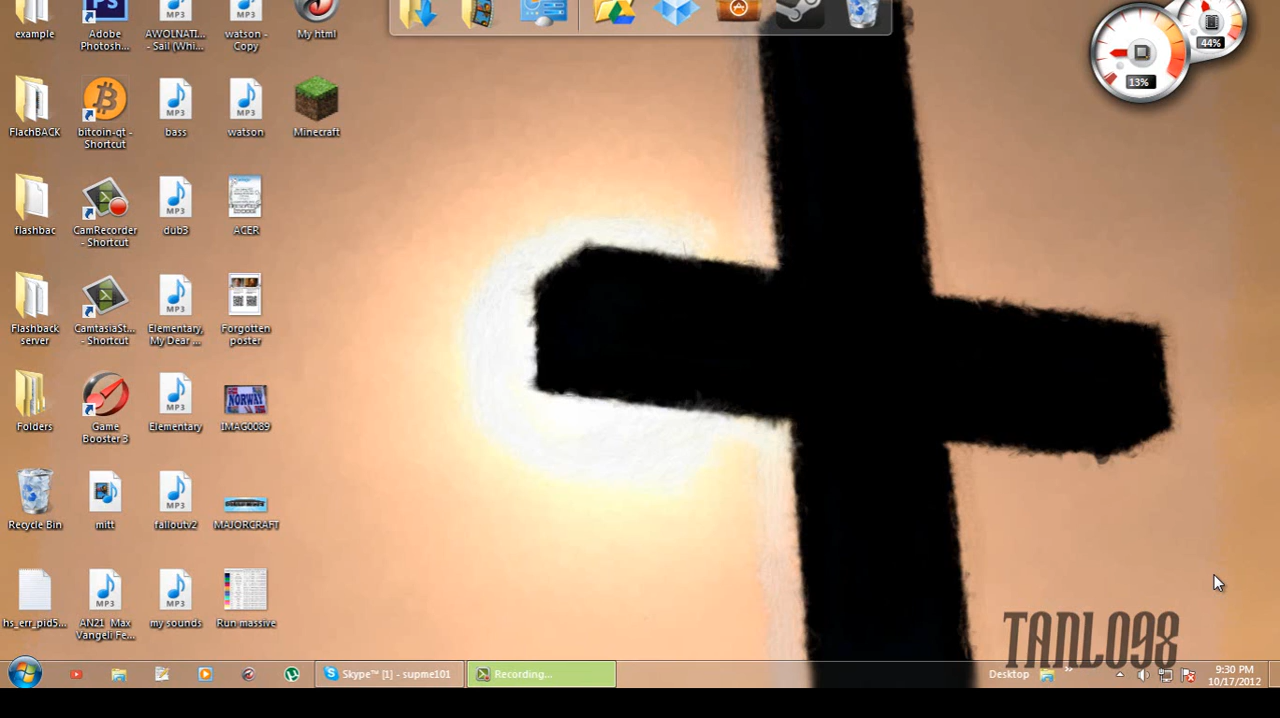 example
Adobe
Photosh...
AWOLNATI...
- Sail (Whi...
watson -
Copy
My html
44%
13%
FlachBACK
bitcoin-qt -
Shortcut
bass
watson
Minecraft
flashbac
CamRecorder
- Shortcut
dub3
ACER
Flashback
server
CamtasiaSt...
- Shortcut
Elementary,
My Dear ...
Forgotten
poster
Folders
Game
Booster 3
Elementary
NORWAY
IMAG0089
Recycle Bin
mitt
falloutv2
MAJORCRAFT
hs_err_pid5...
AN21_Max
Vangeli Fe...
my sounds
Run massive
TANLO98
Skype™ [1] - supme101
Recording...
Desktop
9:30 PM
10/17/2012